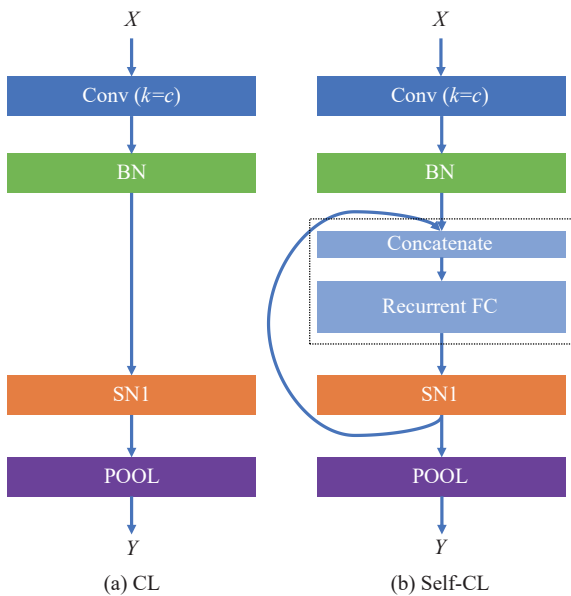 X
Conv (k=c)
BN
SN1
POOL
Y
(a) CL
X
Conv (k=c)
BN
Concatenate
Recurrent FC
SN1
POOL
Y
(b) Self-CL